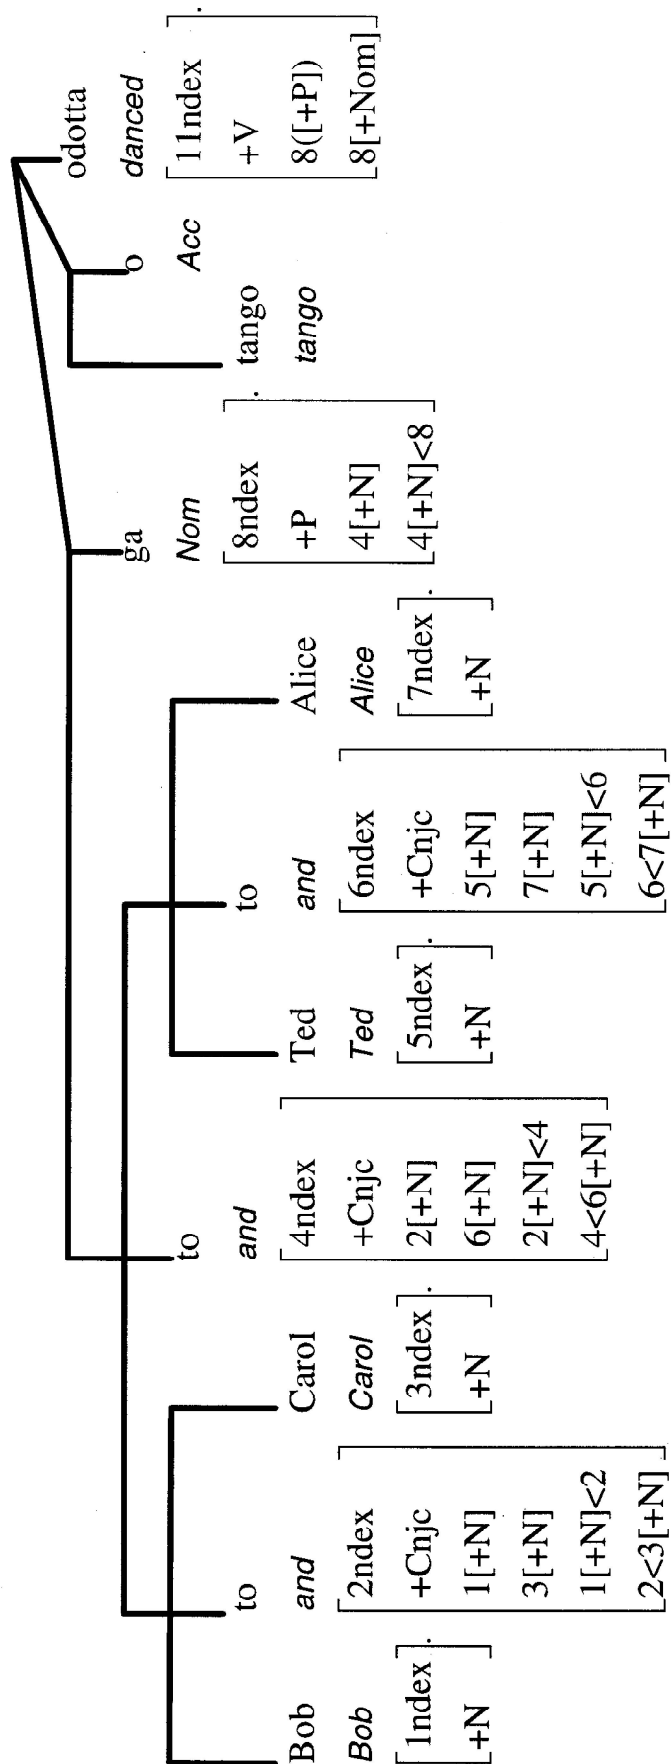 Bob to Carol to Ted to Alice ga tango o odotta
Bob and Carol and Ted and Alice Nom tango Acc danced
1ndex
+N
2ndex
+Cnjc
1[+N]
3[+N]
1[+N]<2
2<3[+N]
3ndex
+N
4ndex
+Cnjc
2[+N]
6[+N]
2[+N]<4
4<6[+N]
5ndex
+N
6ndex
+Cnjc
5[+N]
7[+N]
5[+N]<6
6<7[+N]
7ndex
+N
8ndex
+P
4[+N]
4[+N]<8
11ndex
+V
8([+P])
8[+Nom]